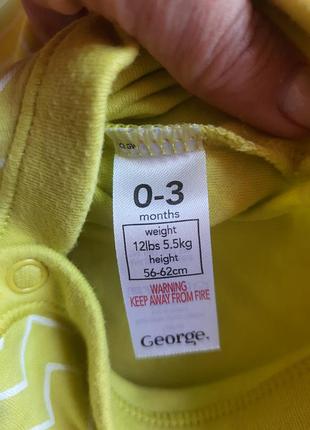 0-3
months
weight
12lbs 5.5kg
height
56-62cm
WARNING
KEEP AWAY FROM FIRE
George.